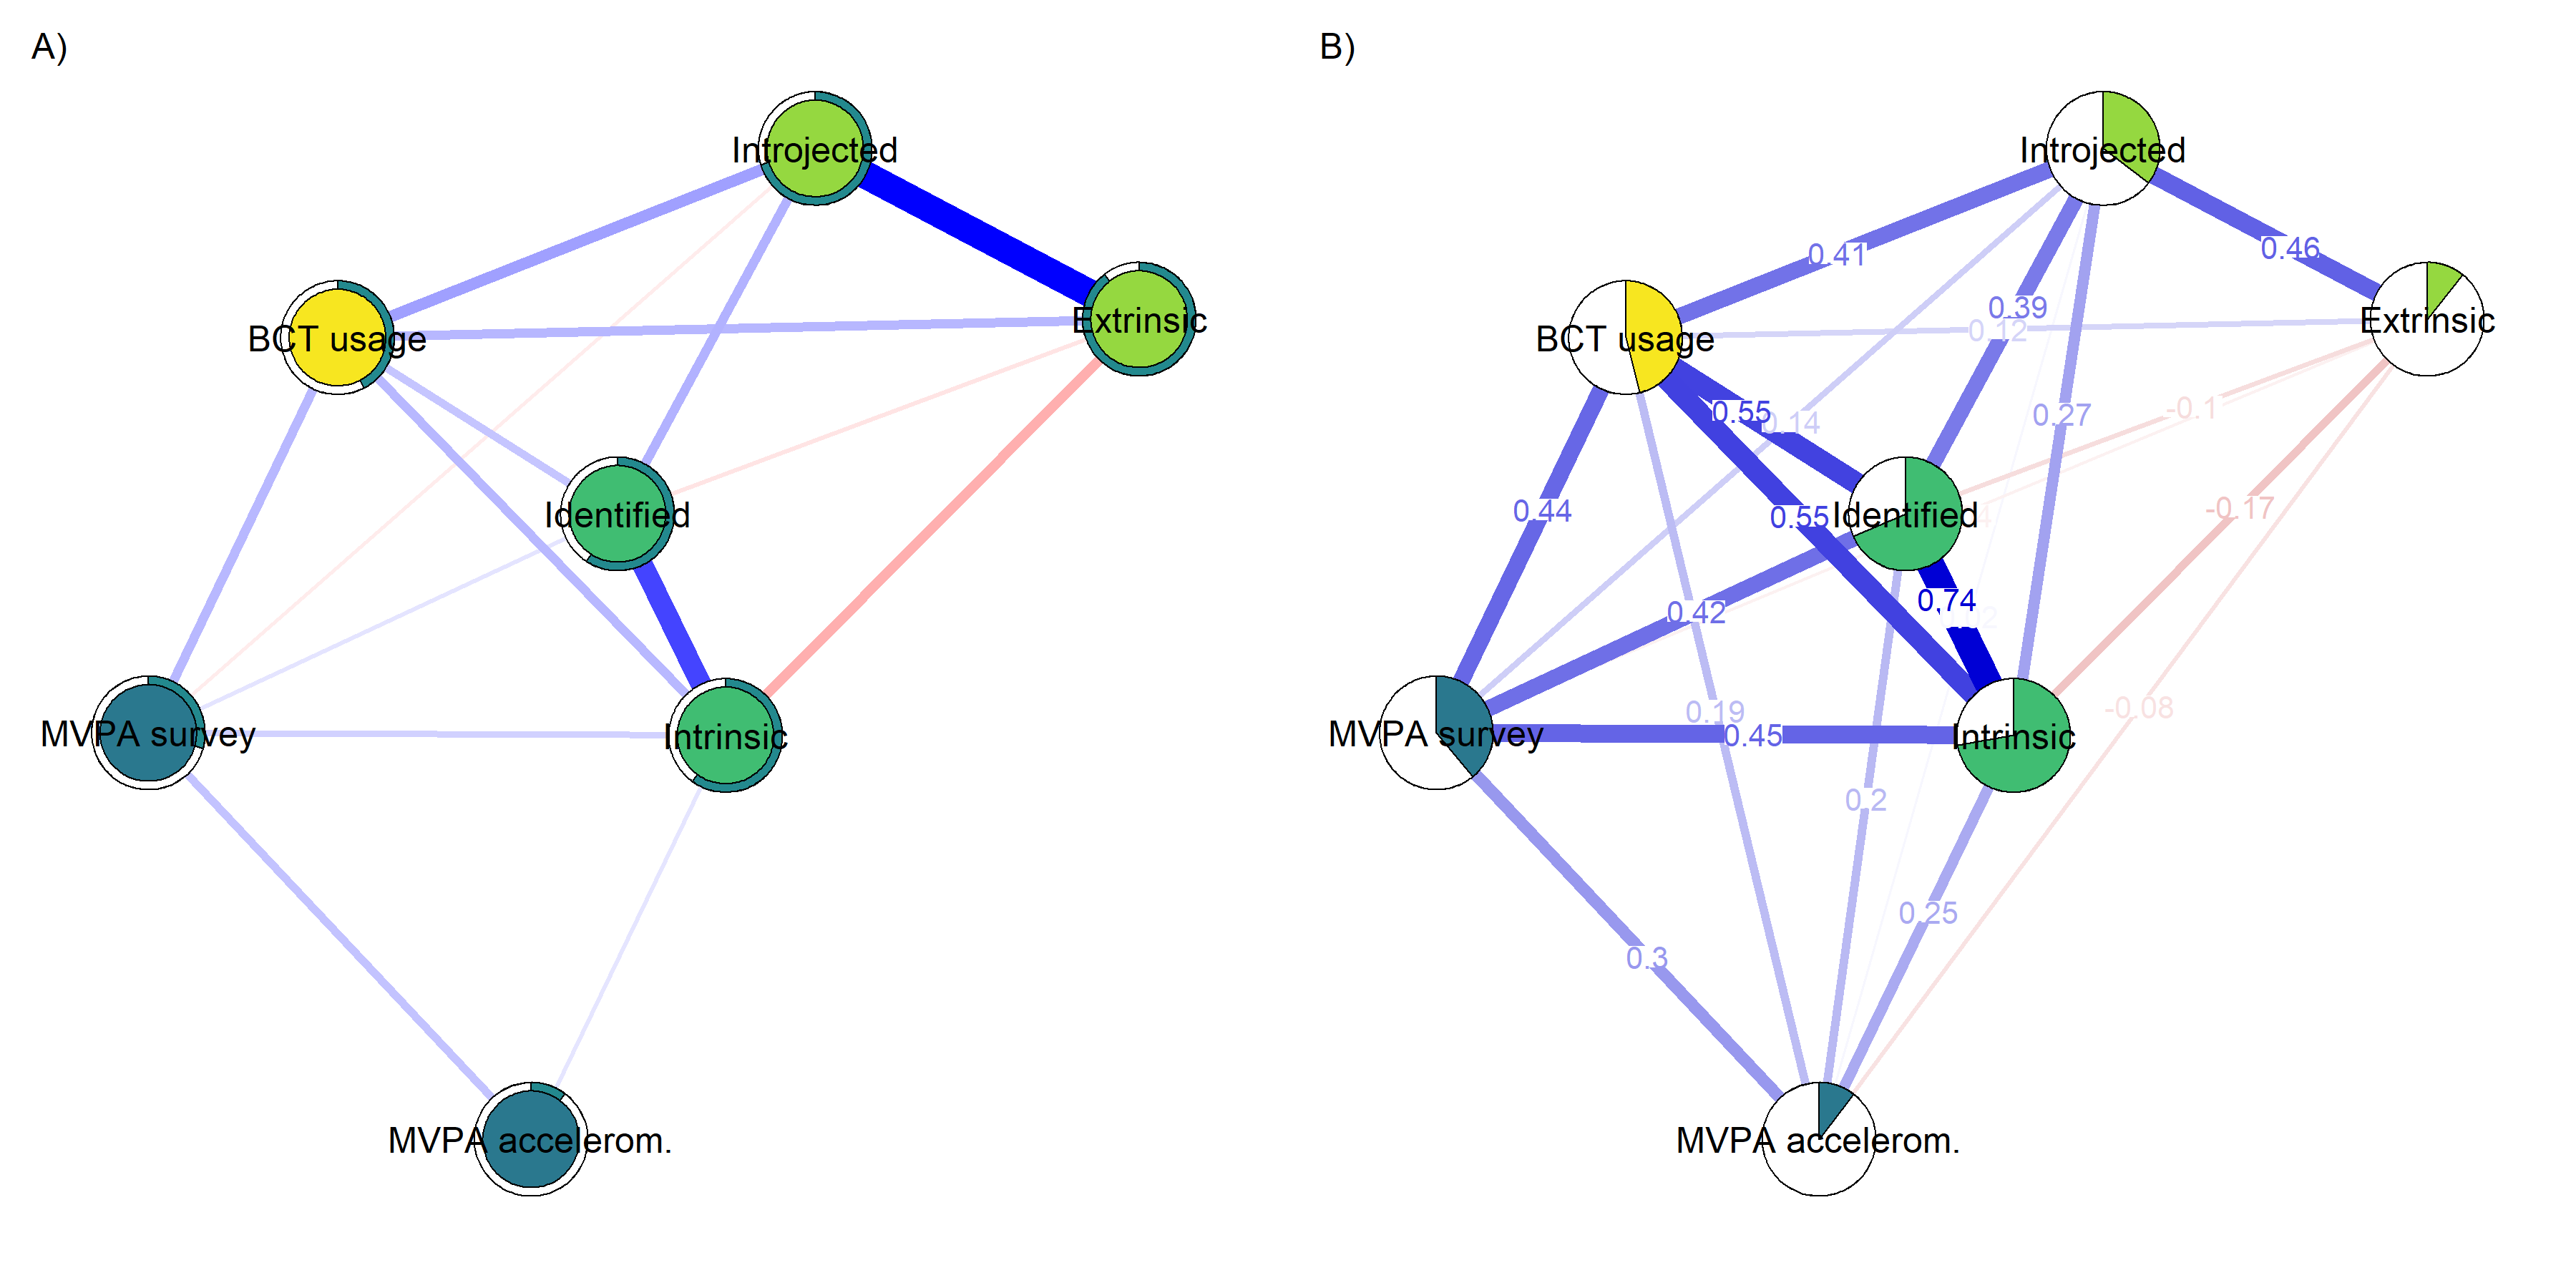 A)
Introjected
Extrinsic
BCT usage
Identified
MVPA survey
Intrinsic
MVPA accelerom.
B)
Introjected
0.46
0.41
Extrinsic
0.39
0.12
BCT usage
-0.1
0.55
0.14
0.27
0.44
0.55
Identified
-0.17
0.74
0.42
-0.08
0.19
MVPA survey
0.45
Intrinsic
0.2
0.25
0.3
MVPA accelerom.